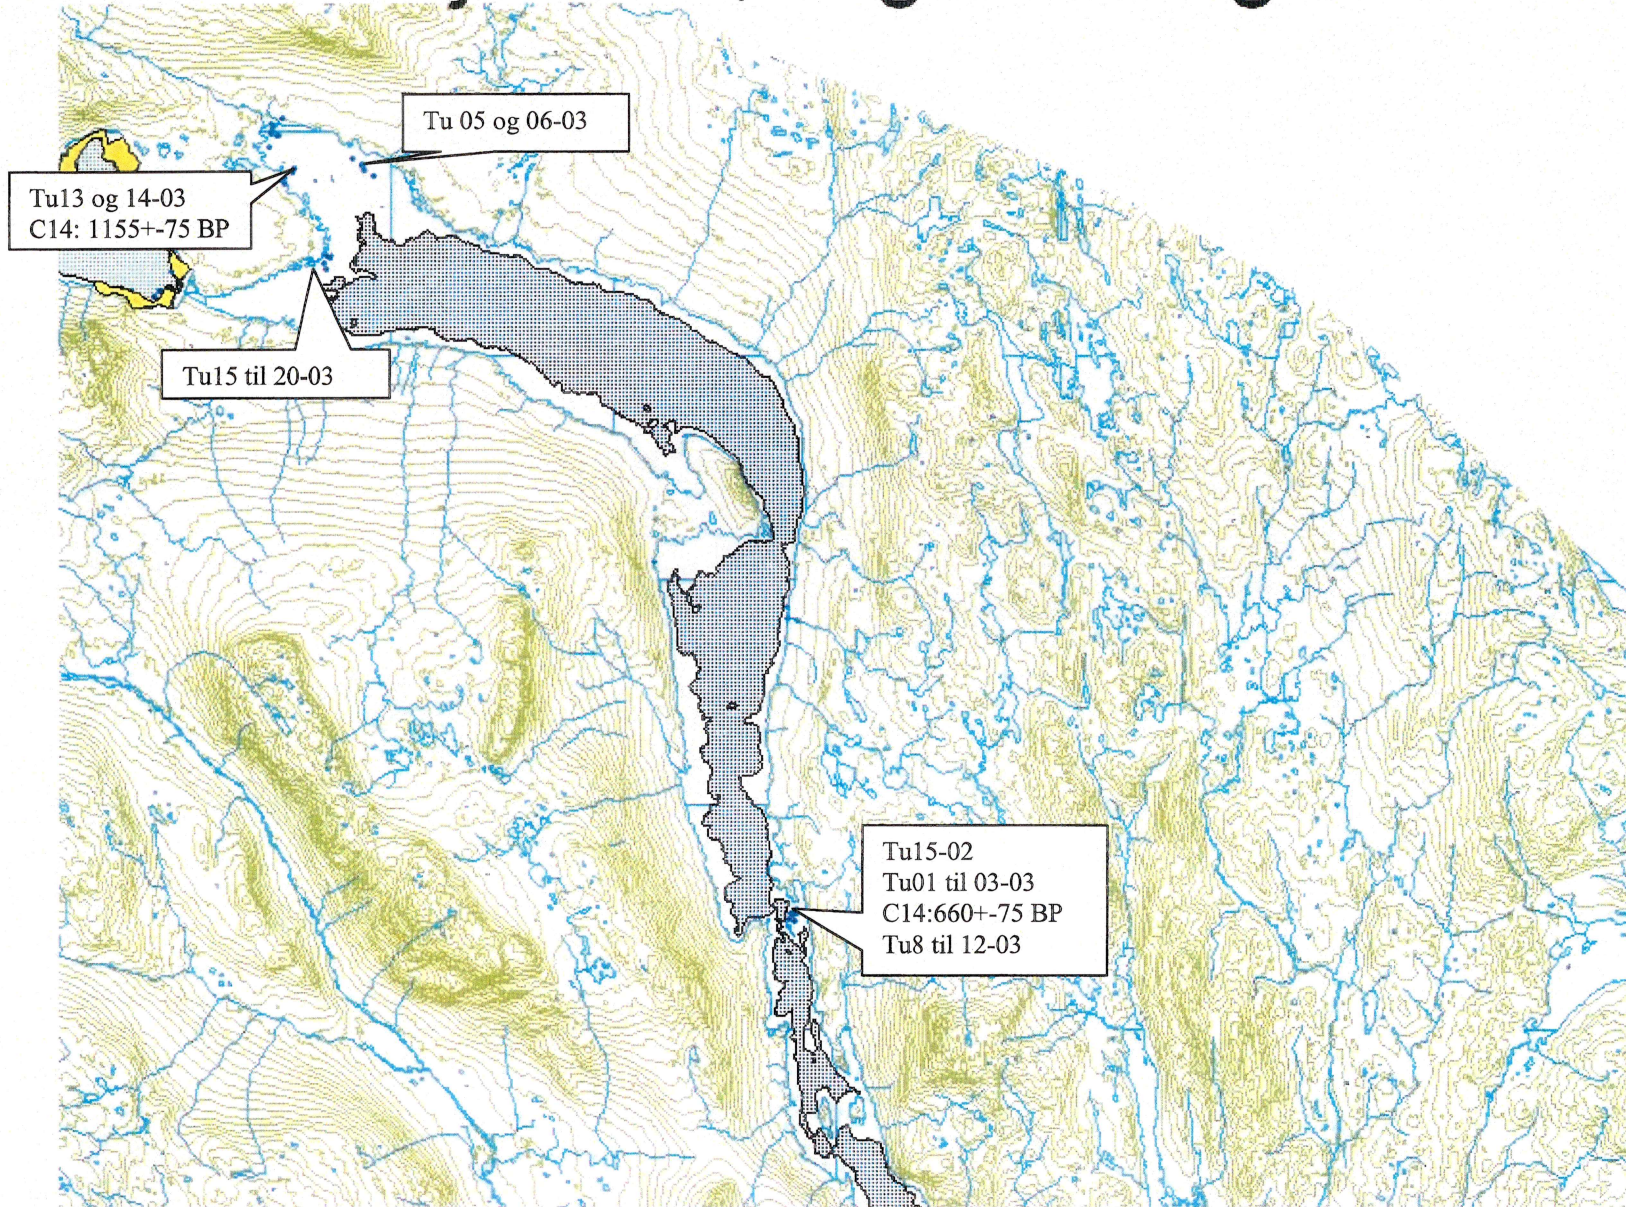 Tu 05 og 06-03
Tu13 og 14-03
C14: 1155+-75 BP
Tu15 til 20-03
Tu15-02
Tu01 til 03-03
C14:660+-75 BP
Tu8 til 12-03